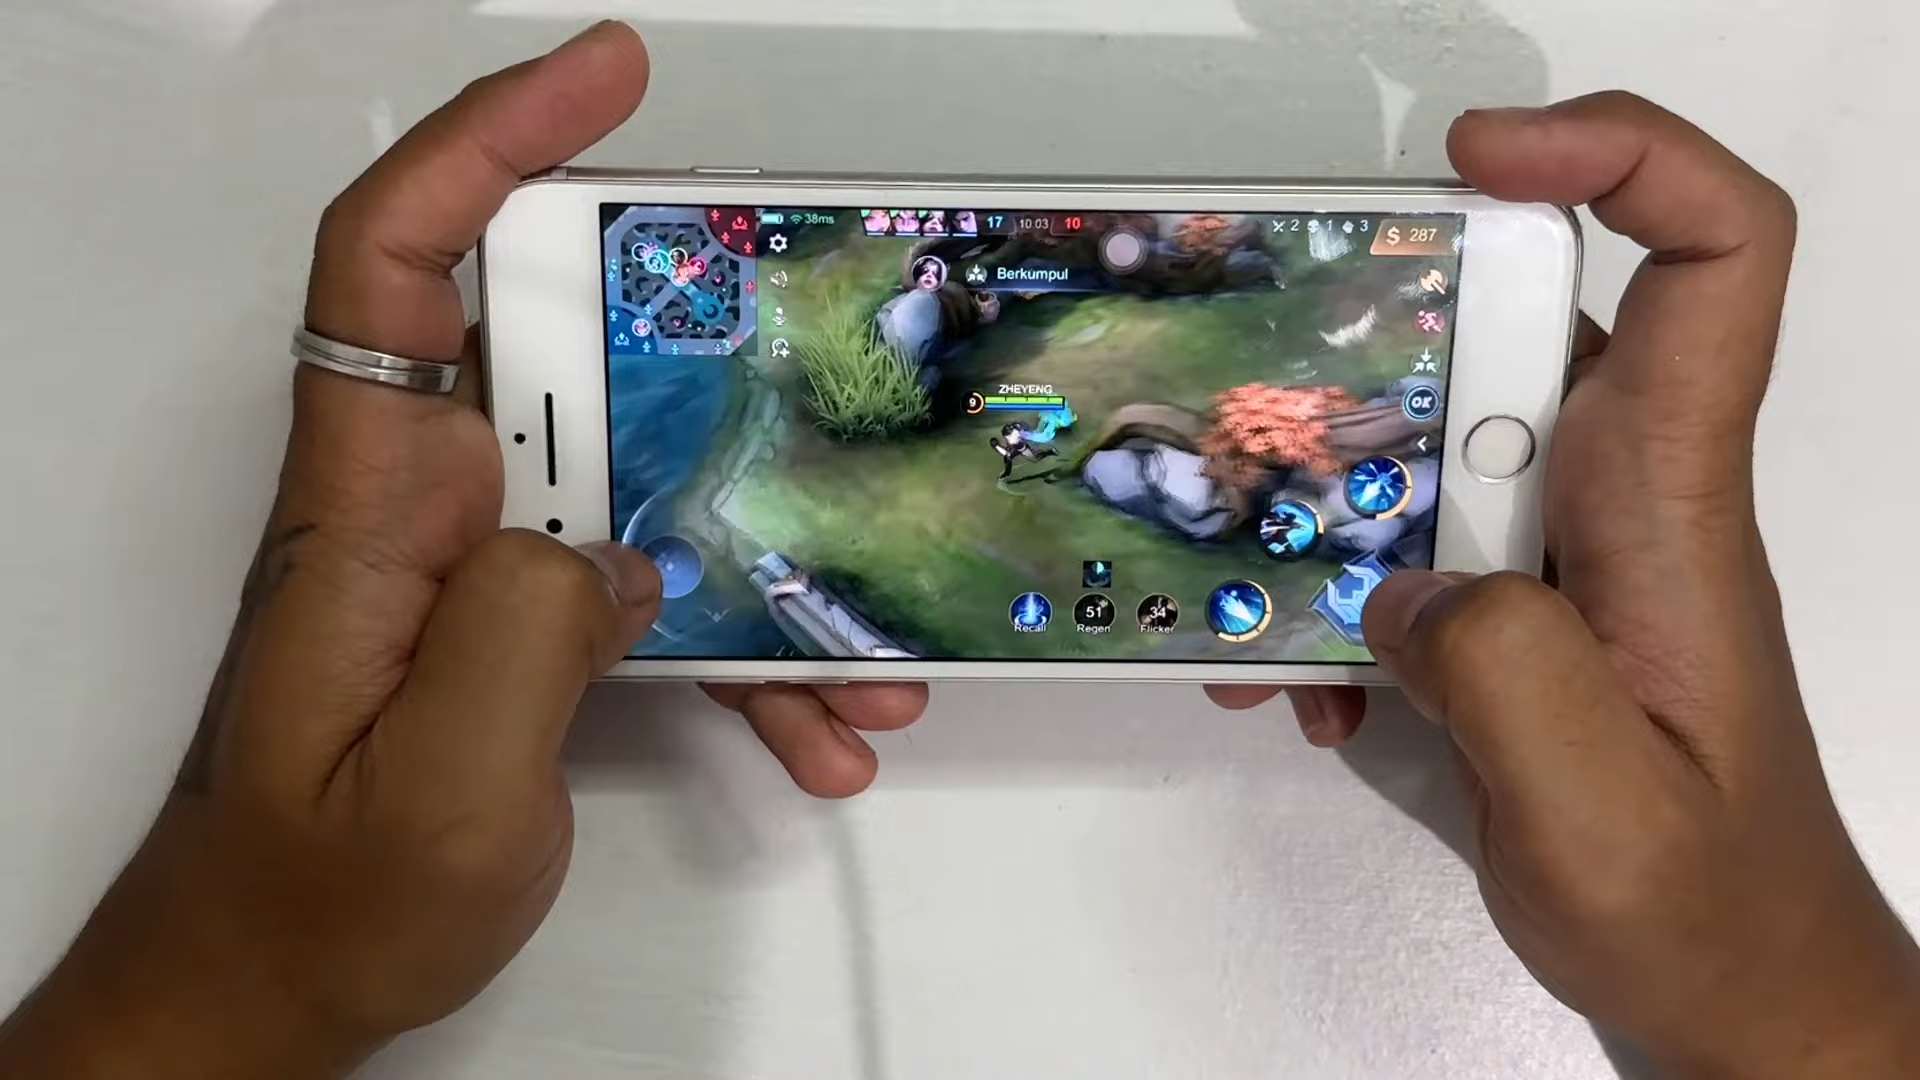 38ms
17 10:03 10
2 1 3
$ 287
Berkumpul
ZHEYENG
9
OK
51
34
Recall
Regen
Flicker